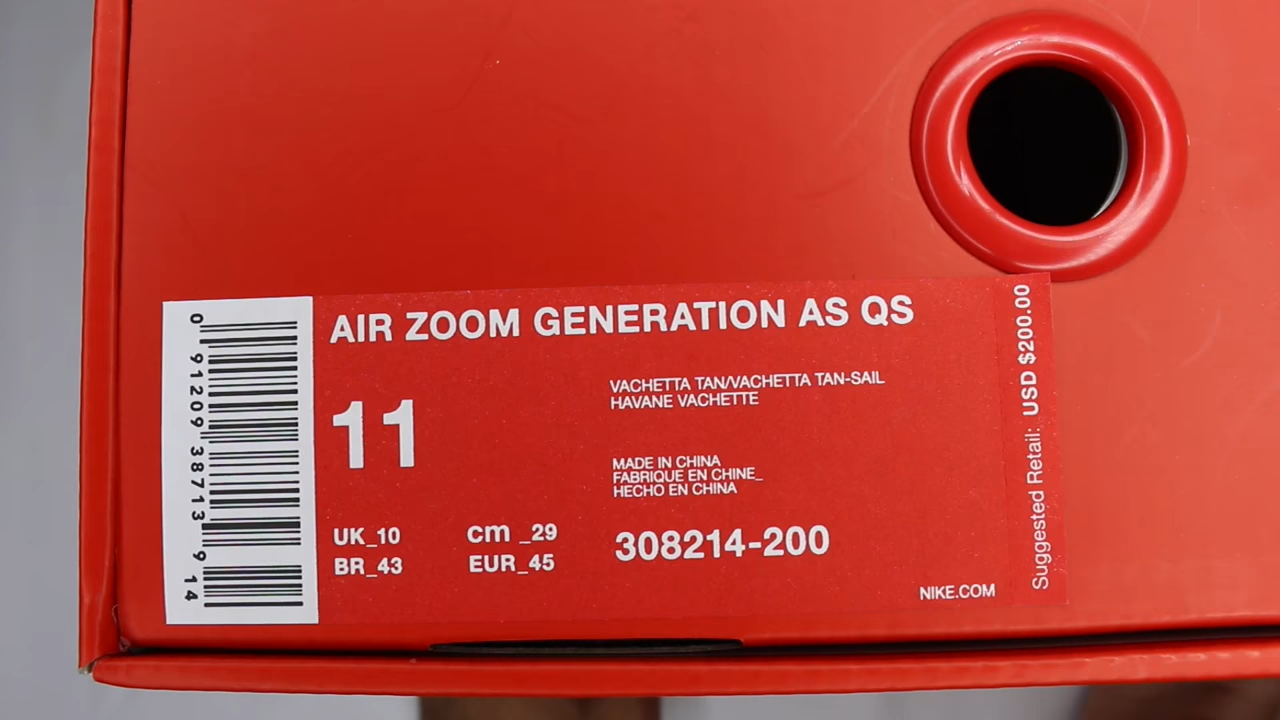 AIR ZOOM GENERATION AS QS
VACHETTA TAN/VACHETTA TAN-SAIL
HAVANE VACHETTE
11
MADE IN CHINA
FABRIQUE EN CHINE_
HECHO EN CHINA
UK_10 cm _29
BR_43 EUR_45
308214-200
NIKE.COM
Suggested Retail: USD $200.00
0 91209 38713 9 14